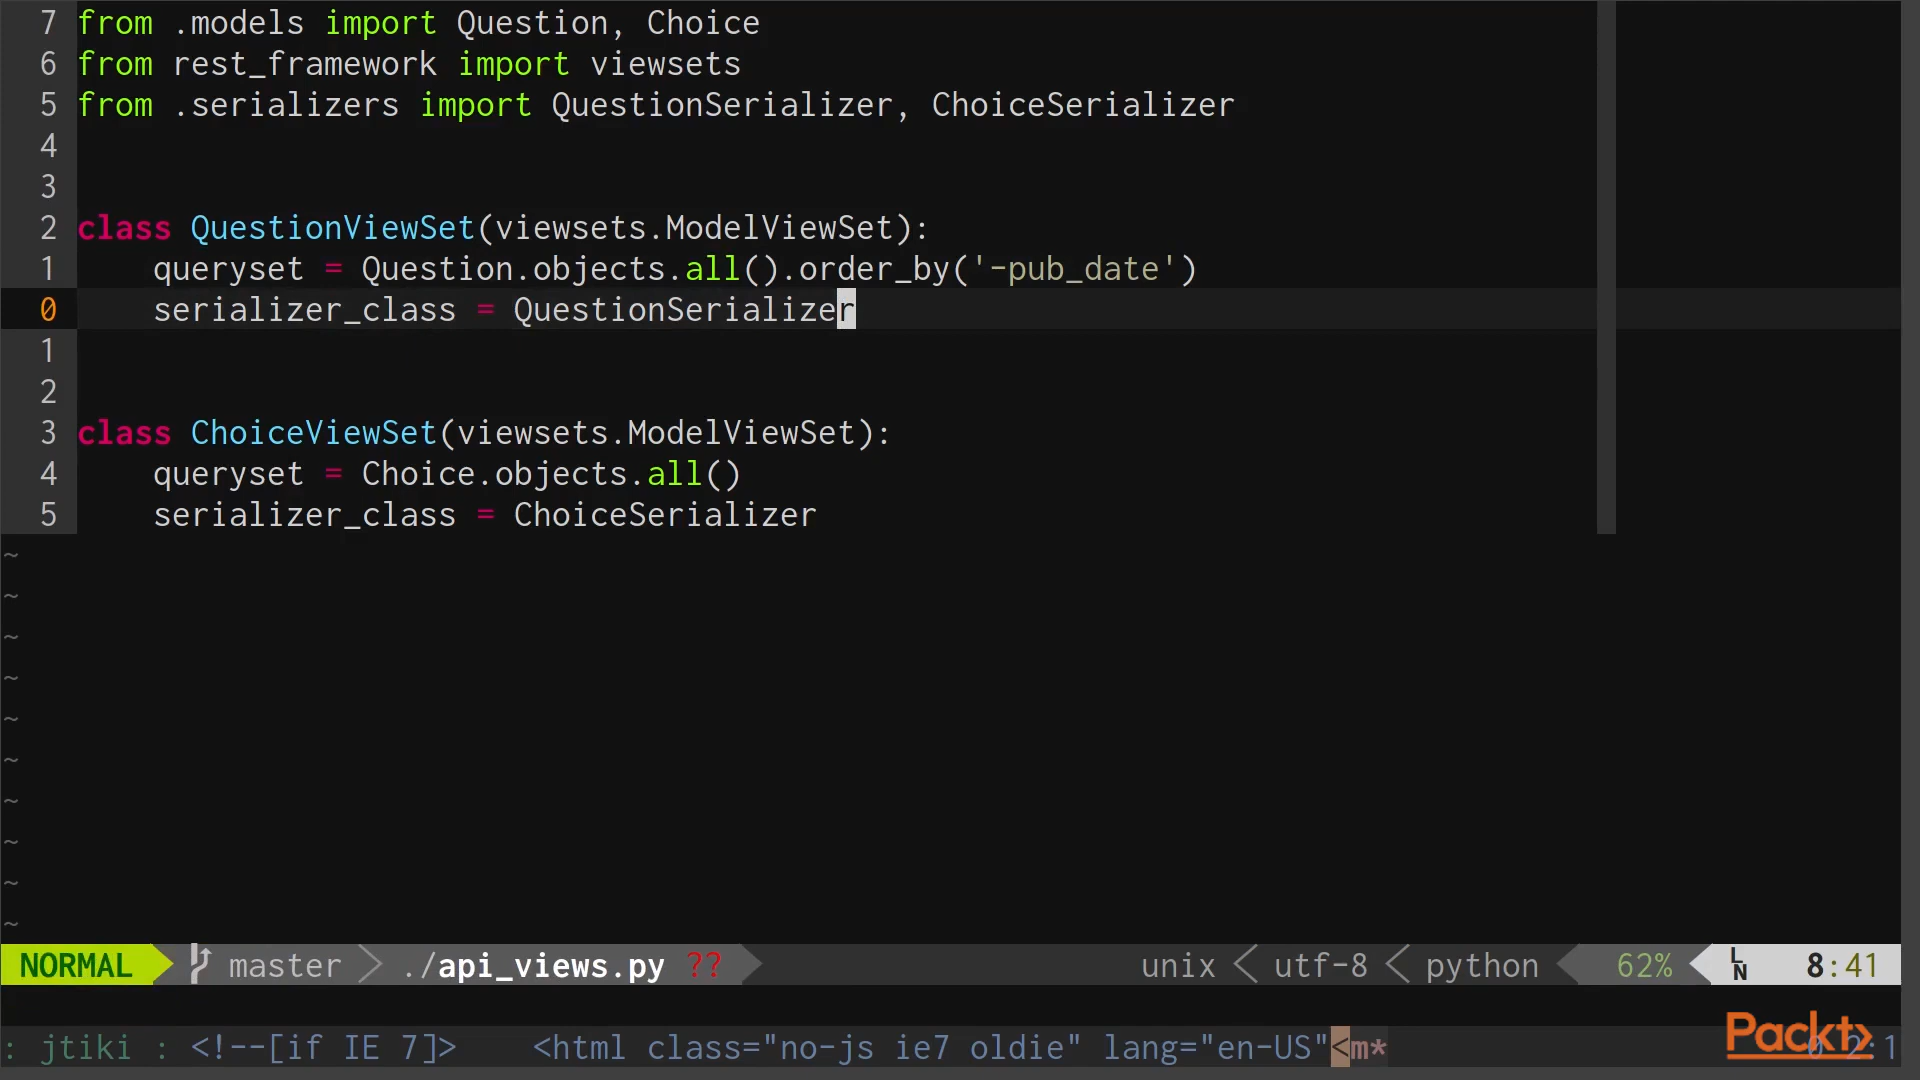 7 from .models import Question, Choice
6 from rest_framework import viewsets
5 from .serializers import QuestionSerializer, ChoiceSerializer
4
3
2 class QuestionViewSet(viewsets.ModelViewSet):
1     queryset = Question.objects.all().order_by('-pub_date')
0     serializer_class = QuestionSerializer
1
2
3 class ChoiceViewSet(viewsets.ModelViewSet):
4     queryset = Choice.objects.all()
5     serializer_class = ChoiceSerializer
~
~
~
~
~
~
~
~
~
~
NORMAL master ./api_views.py ?? unix utf-8 python 62% LN 8:41
: jtiki : <!--[if IE 7]>    <html class="no-js ie7 oldie" lang="en-US"<m*
Packt>
2:1